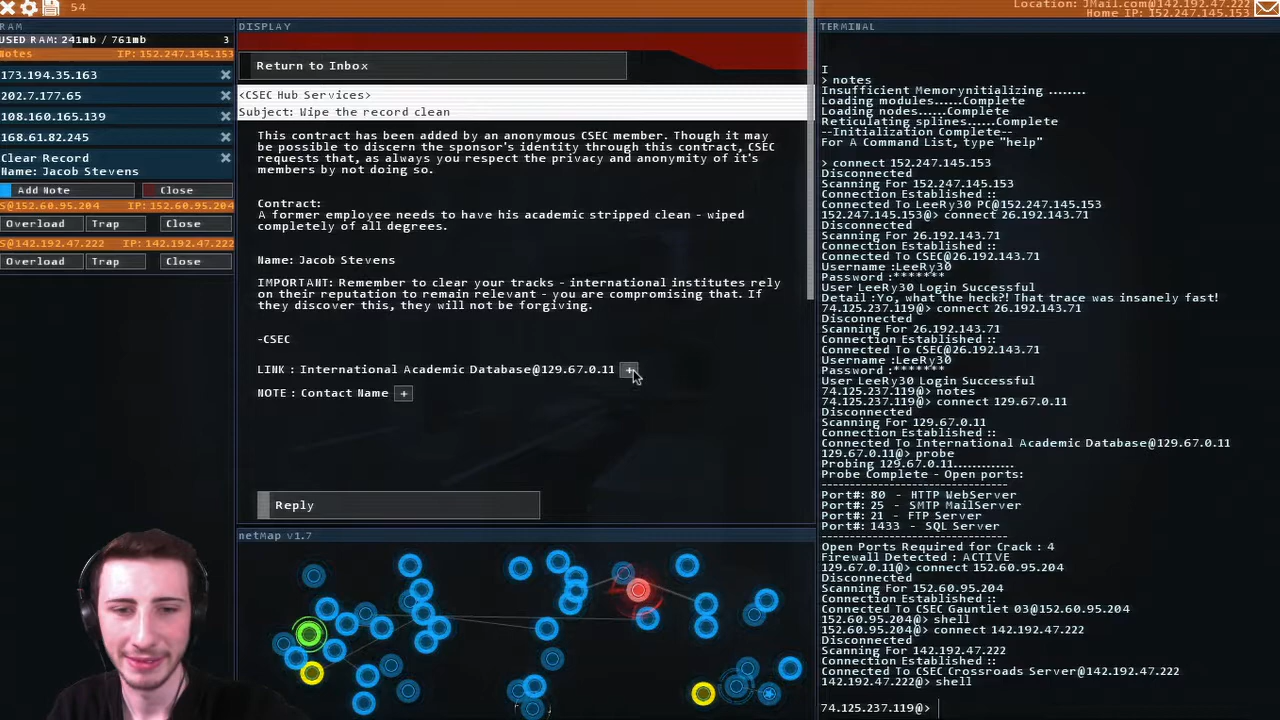 54
Location: JMail.com@142.192.47.222
Home IP: 152.247.145.153
RAM
USED RAM: 241mb / 761mb 3
Notes IP: 152.247.145.153
173.194.35.163
202.7.177.65
108.160.165.139
168.61.82.245
Clear Record
Name: Jacob Stevens
Add Note Close
S@152.60.95.204 IP: 152.60.95.204
Overload Trap Close
S@142.192.47.222 IP: 142.192.47.222
Overload Trap Close
DISPLAY
Return to Inbox
<CSEC Hub Services>
Subject: Wipe the record clean
This contract has been added by an anonymous CSEC member. Though it may
be possible to discern the sponsor's identity through this contract, CSEC
requests that, as always you respect the privacy and anonymity of it's
members by not doing so.
Contract:
A former employee needs to have his academic stripped clean - wiped
completely of all degrees.
Name: Jacob Stevens
IMPORTANT: Remember to clear your tracks - international institutes rely
on their reputation to remain relevant - you are compromising that. If
they discover this, they will not be forgiving.
-CSEC
LINK : International Academic Database@129.67.0.11 +
NOTE : Contact Name +
Reply
netMap v1.7
TERMINAL
I
> notes
Insufficient Memorynitializing ........
Loading modules......Complete
Loading nodes......Complete
Reticulating splines......Complete
--Initialization Complete--
For A Command List, type "help"
> connect 152.247.145.153
Disconnected
Scanning For 152.247.145.153
Connection Established ::
Connected To LeeRy30 PC@152.247.145.153
152.247.145.153@> connect 26.192.143.71
Disconnected
Scanning For 26.192.143.71
Connection Established ::
Connected To CSEC@26.192.143.71
Username :LeeRy30
Password :*******
User LeeRy30 Login Successful
Detail :Yo, what the heck?! That trace was insanely fast!
74.125.237.119@> connect 26.192.143.71
Disconnected
Scanning For 26.192.143.71
Connection Established ::
Connected To CSEC@26.192.143.71
Username :LeeRy30
Password :*******
User LeeRy30 Login Successful
74.125.237.119@> notes
74.125.237.119@> connect 129.67.0.11
Disconnected
Scanning For 129.67.0.11
Connection Established ::
Connected To International Academic Database@129.67.0.11
129.67.0.11@> probe
Probing 129.67.0.11.............
Probe Complete - Open ports:
---------------------------------
Port#: 80 - HTTP WebServer
Port#: 25 - SMTP MailServer
Port#: 21 - FTP Server
Port#: 1433 - SQL Server
---------------------------------
Open Ports Required for Crack : 4
Firewall Detected : ACTIVE
129.67.0.11@> connect 152.60.95.204
Disconnected
Scanning For 152.60.95.204
Connection Established ::
Connected To CSEC Gauntlet 03@152.60.95.204
152.60.95.204@> shell
152.60.95.204@> connect 142.192.47.222
Disconnected
Scanning For 142.192.47.222
Connection Established ::
Connected To CSEC Crossroads Server@142.192.47.222
142.192.47.222@> shell
74.125.237.119@>